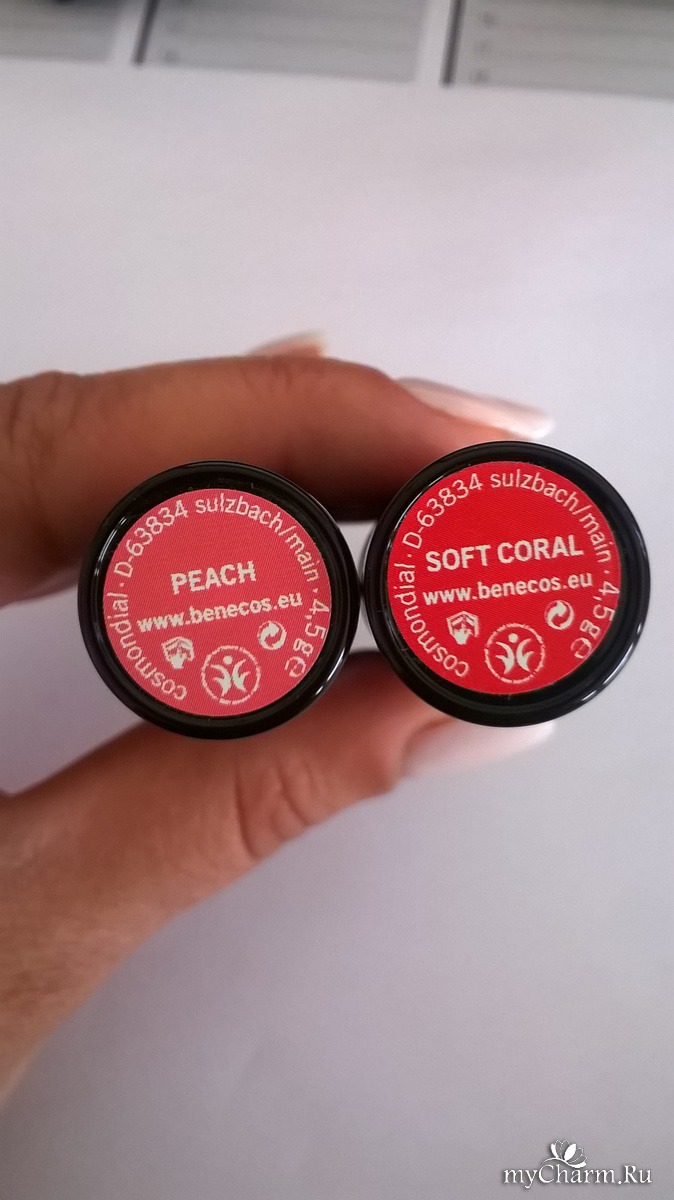 cosmondial · D-63834 sulzbach/main · 4,5g e
PEACH
www.benecos.eu
cosmondial · D-63834 sulzbach/main · 4,5g e
SOFT CORAL
www.benecos.eu
myCharm.Ru